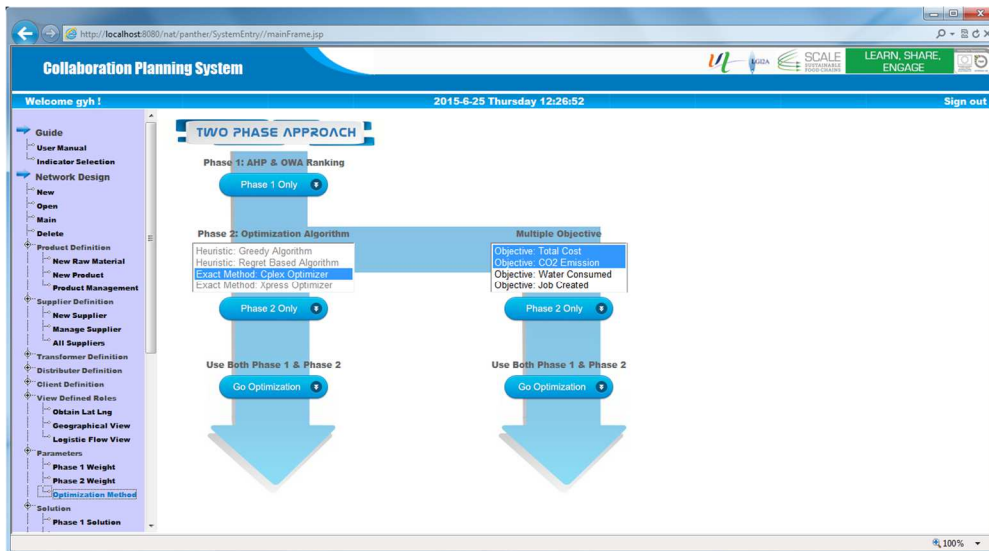 http://localhost:8080/nat/panther/SystemEntry//mainFrame.jsp
Collaboration Planning System
LGI2A
SCALE
SUSTAINABLE
FOOD CHAINS
LEARN, SHARE,
ENGAGE
Welcome gyh !
2015-6-25 Thursday 12:26:52
Sign out
Guide
User Manual
Indicator Selection
Network Design
New
Open
Main
Delete
Product Definition
New Raw Material
New Product
Product Management
Supplier Definition
New Supplier
Manage Supplier
All Suppliers
Transformer Definition
Distributer Definition
Client Definition
View Defined Roles
Obtain Lat Lng
Geographical View
Logistic Flow View
Parameters
Phase 1 Weight
Phase 2 Weight
Optimization Method
Solution
Phase 1 Solution
TWO PHASE APPROACH
Phase 1: AHP & OWA Ranking
Phase 1 Only
Phase 2: Optimization Algorithm
Heuristic: Greedy Algorithm
Heuristic: Regret Based Algorithm
Exact Method: Cplex Optimizer
Exact Method: Xpress Optimizer
Phase 2 Only
Use Both Phase 1 & Phase 2
Go Optimization
Multiple Objective
Objective: Total Cost
Objective: CO2 Emission
Objective: Water Consumed
Objective: Job Created
Phase 2 Only
Use Both Phase 1 & Phase 2
Go Optimization
100%